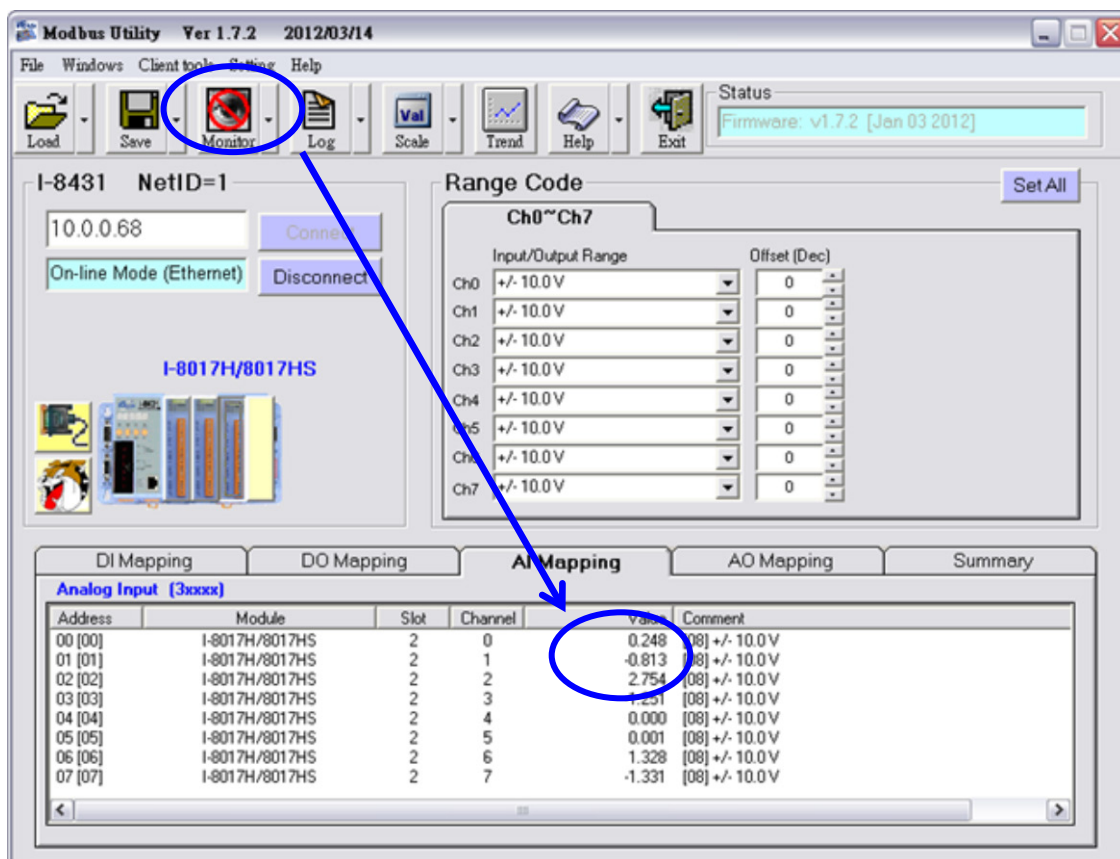 Modbus Utility Ver 1.7.2 2012/03/14
File Windows Client tools Setting Help
Load Save Monitor Log Val Scale Trend Help Exit
Status
Firmware: v1.7.2 [Jan 03 2012]
I-8431 NetID=1
10.0.0.68 Connect
On-line Mode (Ethernet) Disconnect
I-8017H/8017HS
Range Code Set All
Ch0~Ch7
Input/Output Range Offset (Dec)
Ch0 +/- 10.0 V 0
Ch1 +/- 10.0 V 0
Ch2 +/- 10.0 V 0
Ch3 +/- 10.0 V 0
Ch4 +/- 10.0 V 0
Ch5 +/- 10.0 V 0
Ch6 +/- 10.0 V 0
Ch7 +/- 10.0 V 0
DI Mapping DO Mapping AI Mapping AO Mapping Summary
Analog Input (3xxxx)
Address Module Slot Channel Value Comment
00 [00] I-8017H/8017HS 2 0 0.248 [08] +/- 10.0 V
01 [01] I-8017H/8017HS 2 1 -0.813 [08] +/- 10.0 V
02 [02] I-8017H/8017HS 2 2 2.754 [08] +/- 10.0 V
03 [03] I-8017H/8017HS 2 3 1.251 [08] +/- 10.0 V
04 [04] I-8017H/8017HS 2 4 0.000 [08] +/- 10.0 V
05 [05] I-8017H/8017HS 2 5 0.001 [08] +/- 10.0 V
06 [06] I-8017H/8017HS 2 6 1.328 [08] +/- 10.0 V
07 [07] I-8017H/8017HS 2 7 -1.331 [08] +/- 10.0 V